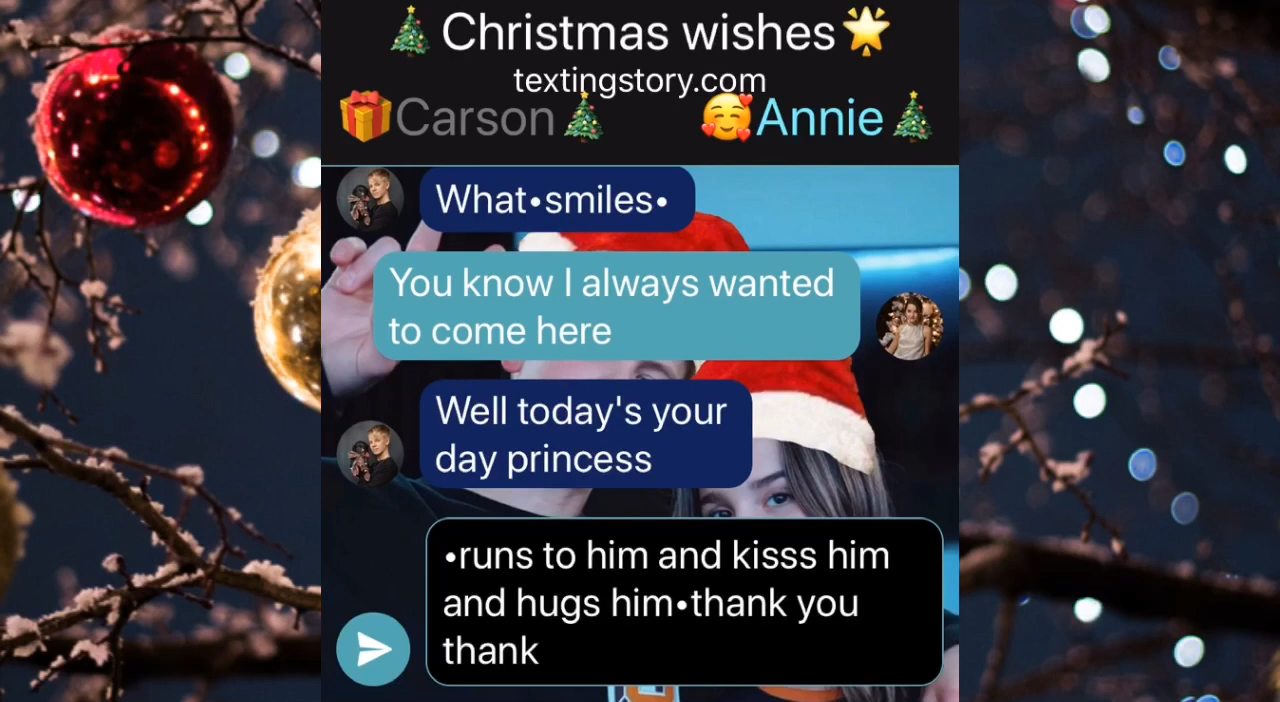 🎄Christmas wishes🌟
textingstory.com
🎁Carson🎄 🥰Annie🎄
What•smiles•
You know I always wanted
to come here
Well today's your
day princess
•runs to him and kisss him
and hugs him•thank you
thank